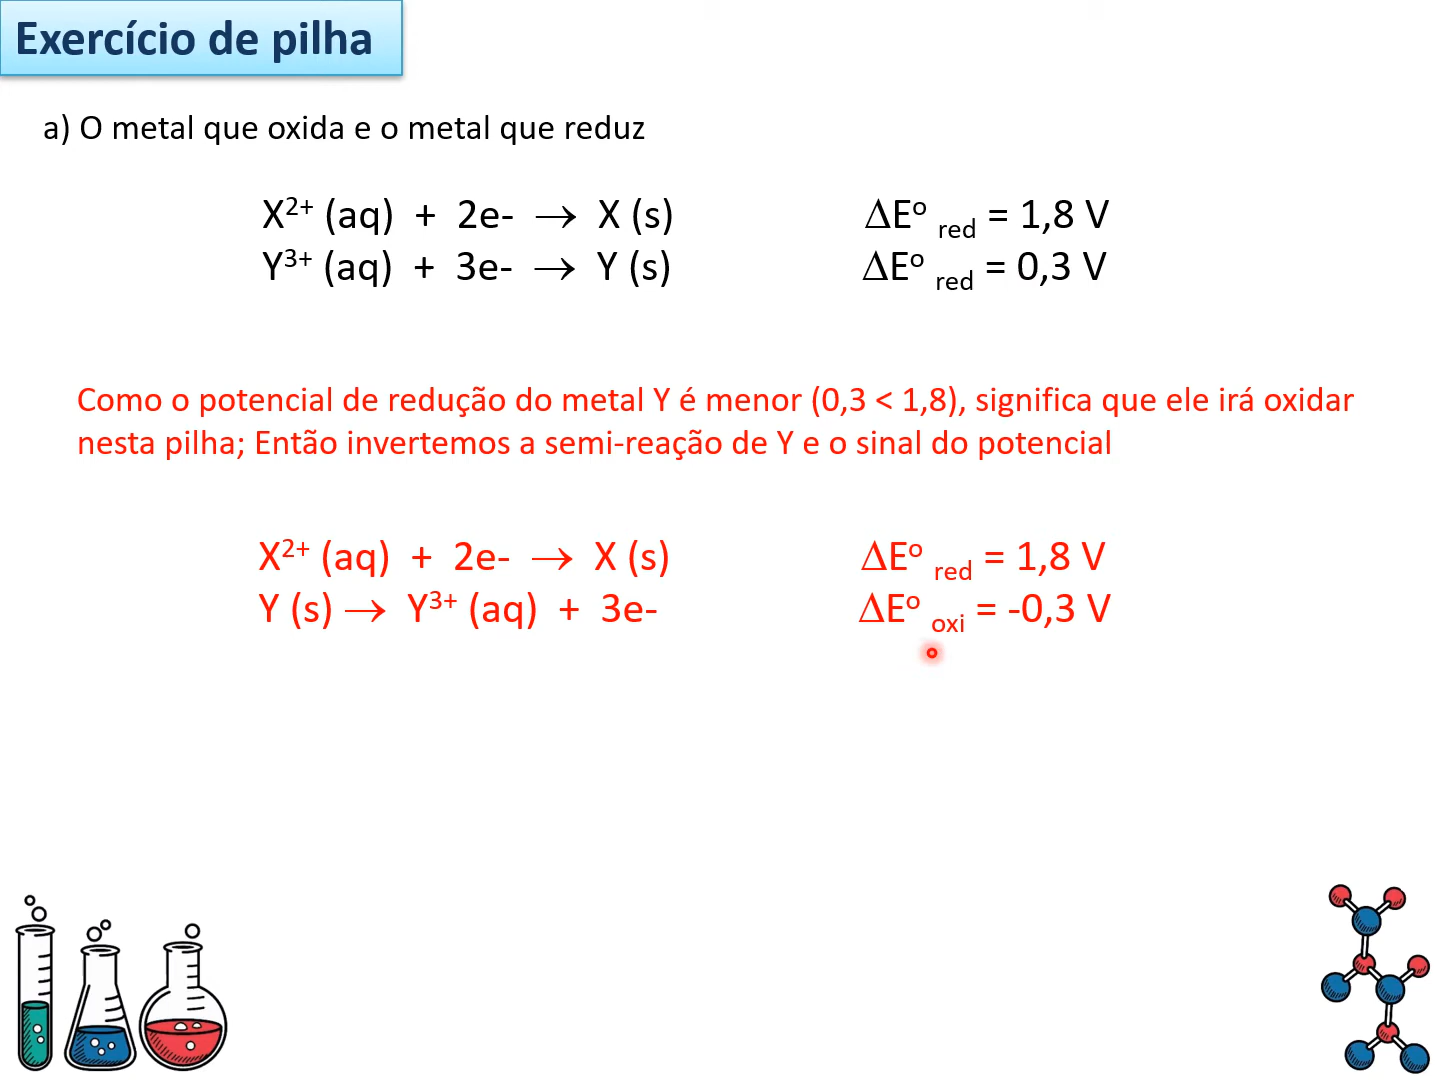 Exercício de pilha
a) O metal que oxida e o metal que reduz
X²⁺ (aq) + 2e- → X (s) ΔEº red = 1,8 V
Y³⁺ (aq) + 3e- → Y (s) ΔEº red = 0,3 V
Como o potencial de redução do metal Y é menor (0,3 < 1,8), significa que ele irá oxidar
nesta pilha; Então invertemos a semi-reação de Y e o sinal do potencial
X²⁺ (aq) + 2e- → X (s) ΔEº red = 1,8 V
Y (s) → Y³⁺ (aq) + 3e- ΔEº oxi = -0,3 V